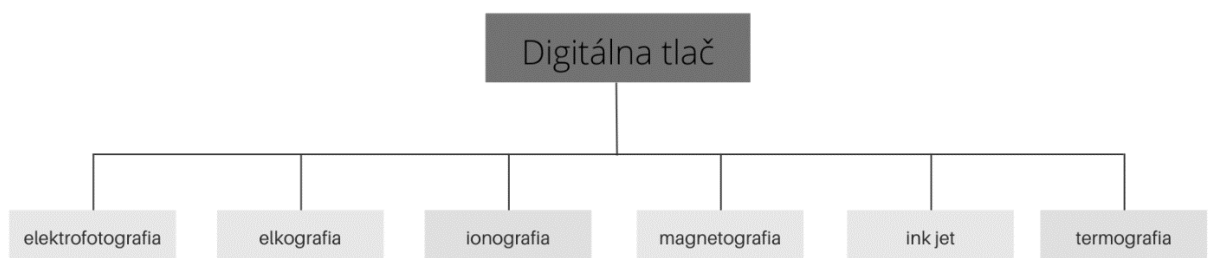 Digitálna tlač
elektrofotografia
elkografia
ionografia
magnetografia
ink jet
termografia